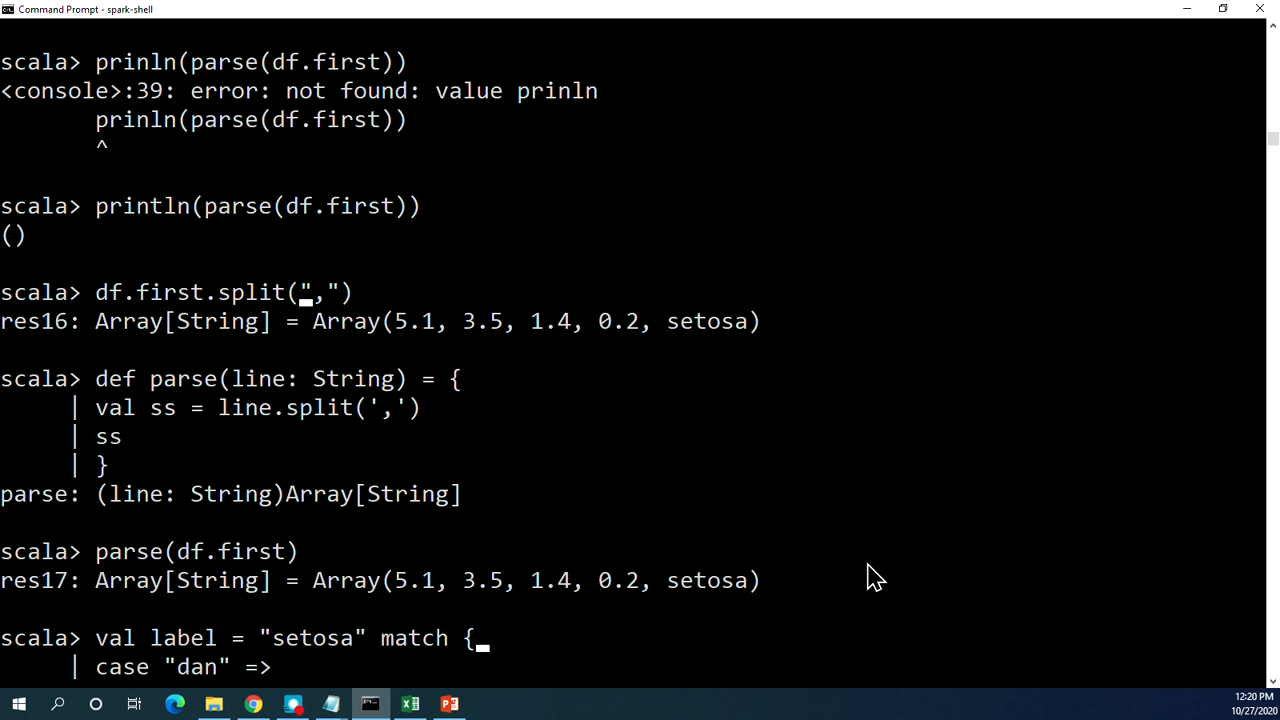 Command Prompt - spark-shell
scala> prinln(parse(df.first))
<console>:39: error: not found: value prinln
prinln(parse(df.first))
^
scala> println(parse(df.first))
()
scala> df.first.split(",")
res16: Array[String] = Array(5.1, 3.5, 1.4, 0.2, setosa)
scala> def parse(line: String) = {
| val ss = line.split(',')
| ss
| }
parse: (line: String)Array[String]
scala> parse(df.first)
res17: Array[String] = Array(5.1, 3.5, 1.4, 0.2, setosa)
scala> val label = "setosa" match {
| case "dan" =>
12:20 PM
10/27/2020